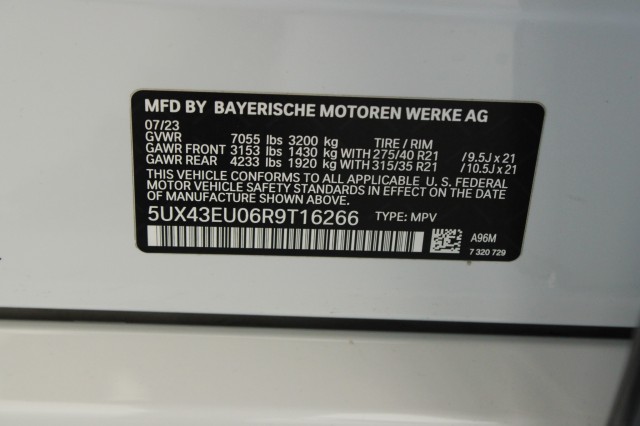 MFD BY BAYERISCHE MOTOREN WERKE AG
07/23
GVWR 7055 lbs 3200 kg TIRE / RIM
GAWR FRONT 3153 lbs 1430 kg WITH 275/40 R21 / 9.5J x 21
GAWR REAR 4233 lbs 1920 kg WITH 315/35 R21 / 10.5J x 21
THIS VEHICLE CONFORMS TO ALL APPLICABLE U. S. FEDERAL
MOTOR VEHICLE SAFETY STANDARDS IN EFFECT ON THE DATE
OF MANUFACTURE SHOWN ABOVE.
5UX43EU06R9T16266 TYPE: MPV
A96M
7 320 729